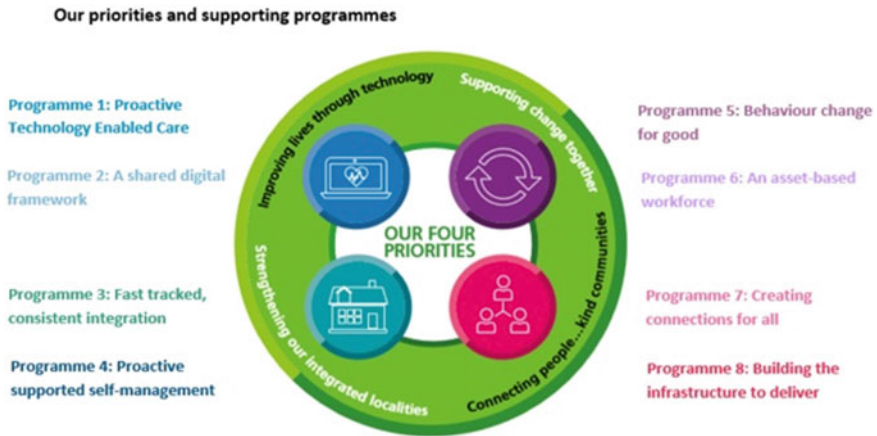 Our priorities and supporting programmes
Programme 1: Proactive
Technology Enabled Care
Programme 2: A shared digital
framework
Programme 3: Fast tracked,
consistent integration
Programme 4: Proactive
supported self-management
Improving lives through technology
Supporting change together
OUR FOUR
PRIORITIES
Strengthening our integrated localities
Connecting people...kind communities
Programme 5: Behaviour change
for good
Programme 6: An asset-based
workforce
Programme 7: Creating
connections for all
Programme 8: Building the
infrastructure to deliver